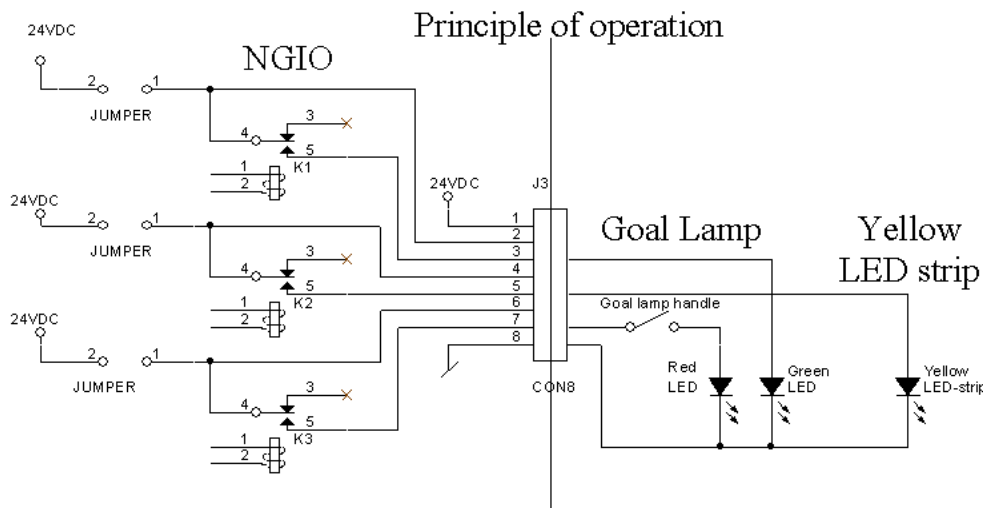 Principle of operation
24VDC
NGIO
2 1
JUMPER
3
4
5
K1
1
2
24VDC
J3
24VDC
2 1
JUMPER
3
4
5
K2
1
2
1
2
3
4
5
6
7
8
CON8
Goal Lamp
Yellow
LED strip
Goal lamp handle
24VDC
2 1
JUMPER
3
4
5
K3
1
2
Red
LED
Green
LED
Yellow
LED-strip